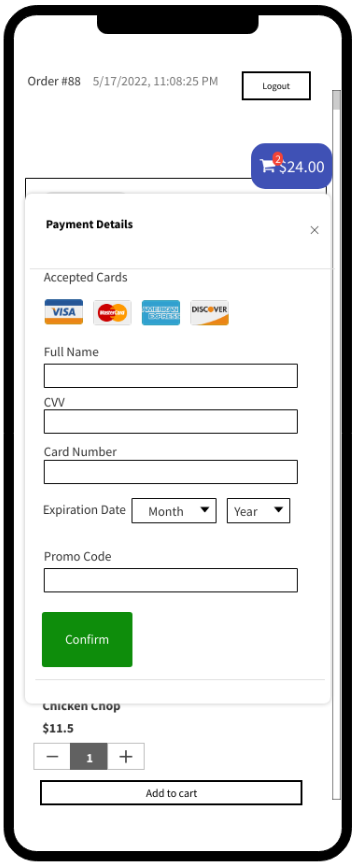 Order #88 5/17/2022, 11:08:25 PM Logout
2
$24.00
Payment Details ×
Accepted Cards
VISA MasterCard AMERICAN EXPRESS DISCOVER
Full Name
CVV
Card Number
Expiration Date Month Year
Promo Code
Confirm
Chicken Chop
$11.5
− 1 +
Add to cart